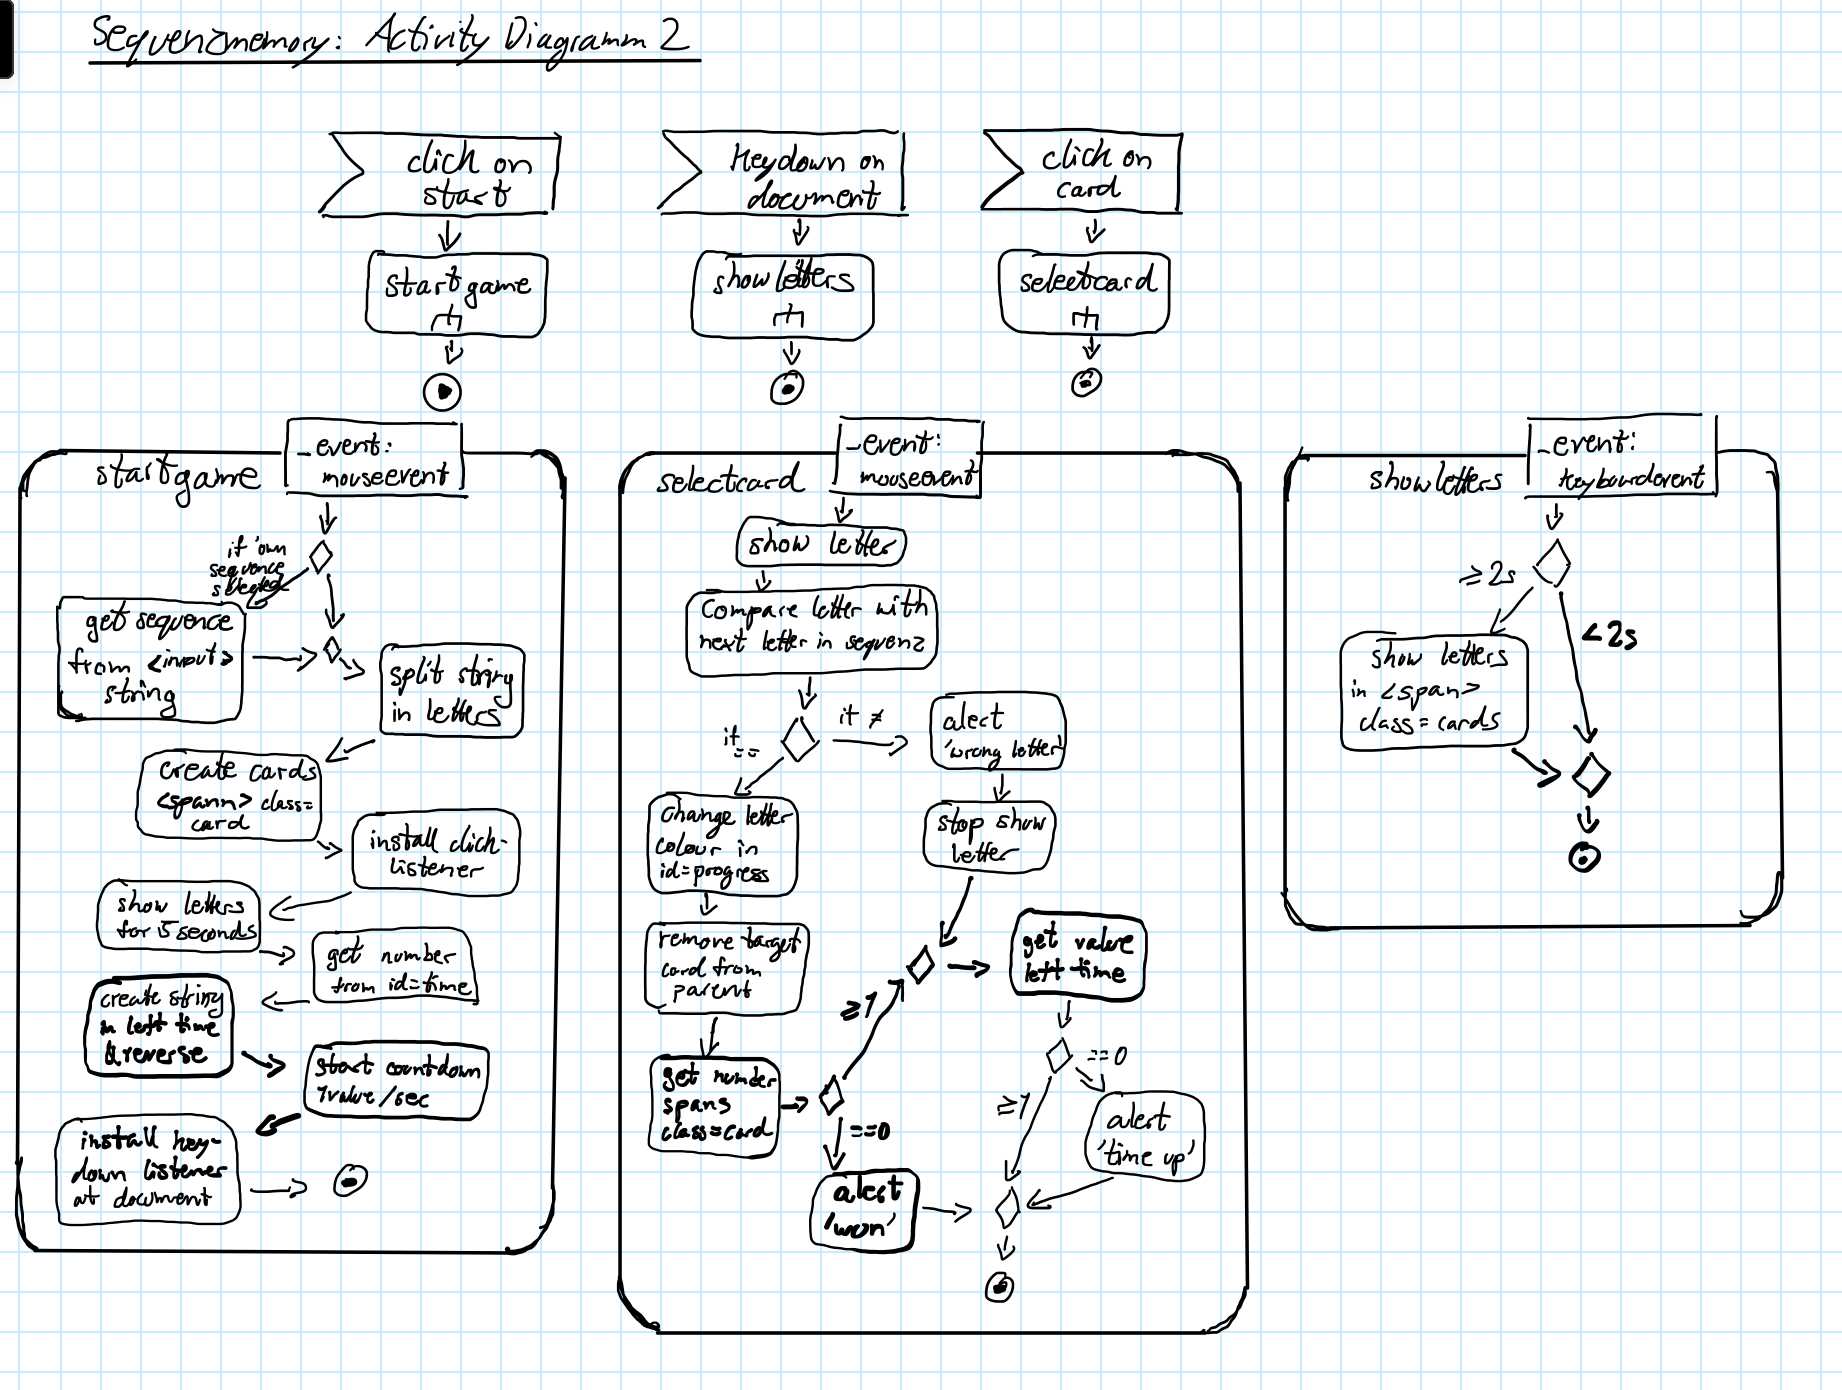 Sequenzmemory: Activity Diagramm 2
click on
start
Keydown on
document
click on
card
startgame
showletters
selectcard
_event:
mouseevent
startgame
if 'own
sequence
selected
get sequence
from <input>
string
split string
in letters
create cards
<spann> class=
card
install click-
listener
show letters
for 5 seconds
get number
from id=time
create string
in left time
& reverse
start countdown
1value/sec
install key-
down listener
at document
_event:
mouseevent
selectcard
show letter
Compare letter with
next letter in sequenz
if
==
if ≠
alert
'wrong letter'
change letter
colour in
id=progress
stop show
letter
remove target
card from
parent
get value
left time
≥1
get number
spans
class=card
==0
alert
'won'
==0
≥1
alert
'time up'
_event:
keyboardevent
showletters
≥2s
<2s
show letters
in <span>
class=cards